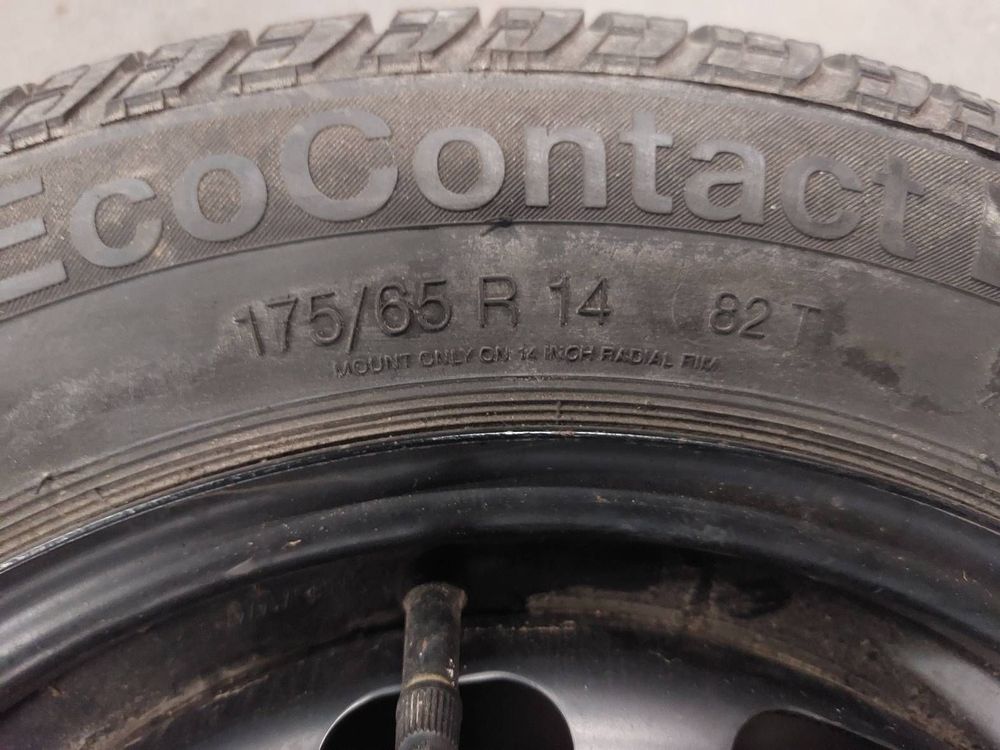 EcoContact
175/65 R 14 82 T
MOUNT ONLY ON 14 INCH RADIAL RIM